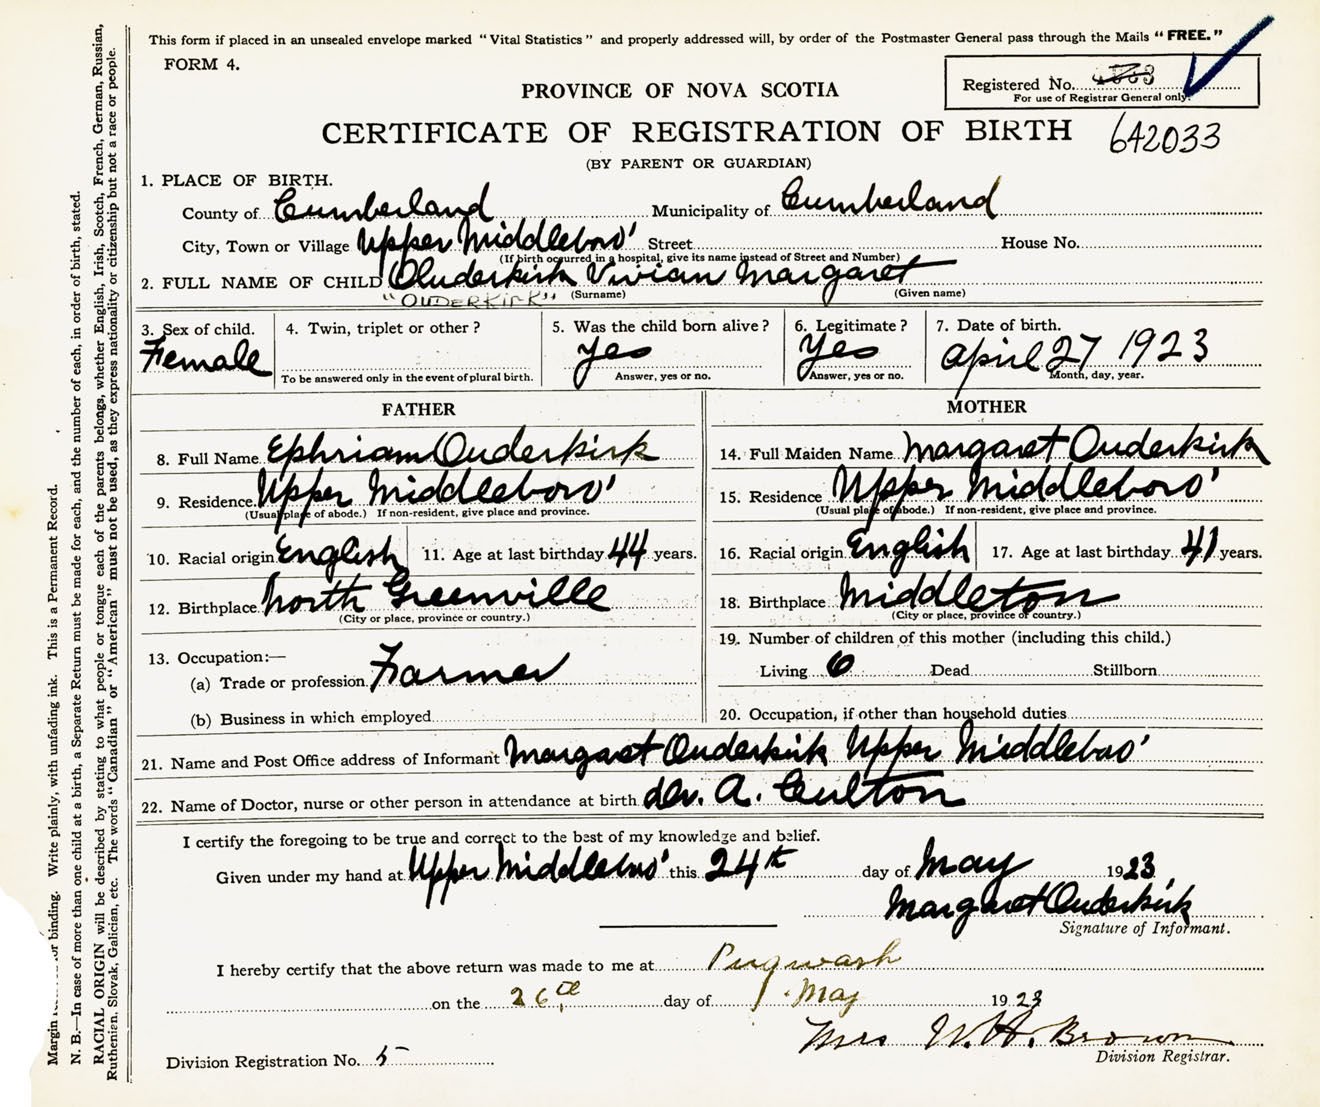 This form if placed in an unsealed envelope marked "Vital Statistics" and properly addressed will, by order of the Postmaster General pass through the Mails "FREE."
FORM 4.
Registered No.
For use of Registrar General only.
PROVINCE OF NOVA SCOTIA
CERTIFICATE OF REGISTRATION OF BIRTH 642033
(BY PARENT OR GUARDIAN)
1. PLACE OF BIRTH.
County of Cumberland Municipality of Cumberland
City, Town or Village Upper Middleboro' Street House No.
(If birth occurred in a hospital, give its name instead of Street and Number)
2. FULL NAME OF CHILD Ouderkirk Vivian Margaret
"OUDERKIRK" (Surname) (Given name)
3. Sex of child. Female
4. Twin, triplet or other?
To be answered only in the event of plural birth.
5. Was the child born alive? Yes
Answer, yes or no.
6. Legitimate? Yes
Answer, yes or no.
7. Date of birth. April 27 1923
Month, day, year.
FATHER
8. Full Name Ephriam Ouderkirk
9. Residence Upper Middleboro'
(Usual place of abode.) If non-resident, give place and province.
10. Racial origin English 11. Age at last birthday 44 years.
12. Birthplace North Greenville
(City or place, province or country.)
13. Occupation:—
(a) Trade or profession Farmer
(b) Business in which employed
MOTHER
14. Full Maiden Name Margaret Ouderkirk
15. Residence Upper Middleboro'
(Usual place of abode.) If non-resident, give place and province.
16. Racial origin English 17. Age at last birthday 41 years.
18. Birthplace Middleton
(City or place, province or country.)
19. Number of children of this mother (including this child.)
Living 6 Dead Stillborn
20. Occupation, if other than household duties
21. Name and Post Office address of Informant Margaret Ouderkirk Upper Middleboro'
22. Name of Doctor, nurse or other person in attendance at birth Dr. A. Coulton
I certify the foregoing to be true and correct to the best of my knowledge and belief.
Given under my hand at Upper Middleboro' this 24th day of May 1923
Margaret Ouderkirk
Signature of Informant.
I hereby certify that the above return was made to me at Pugwash
on the 26th day of May 1923
Mrs W. H. Brown
Division Registrar.
Division Registration No. 5
Margin for binding. Write plainly, with unfading ink. This is a Permanent Record.
N. B.—In case of more than one child at a birth, a Separate Return must be made for each, and the number of each, in order of birth, stated.
RACIAL ORIGIN will be described by stating to what people or tongue each of the parents belongs, whether English, Irish, Scotch, French, German, Russian,
Ruthenian, Slovak, Galician, etc. The words "Canadian" or "American" must not be used, as they express nationality or citizenship but not a race or people.